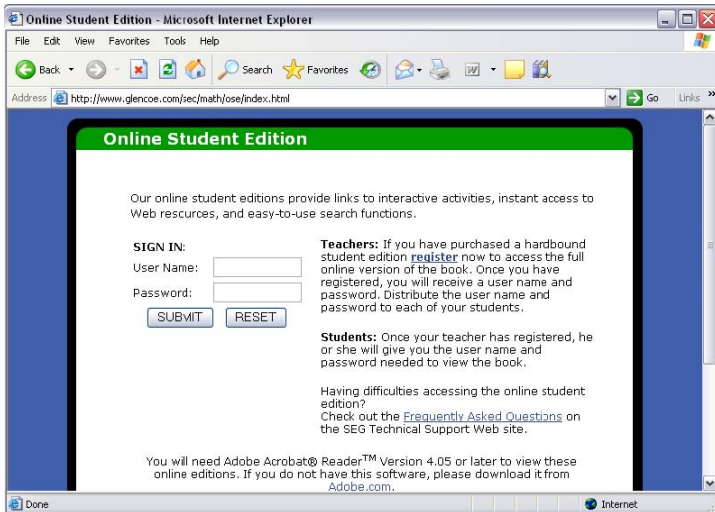 Online Student Edition - Microsoft Internet Explorer
File Edit View Favorites Tools Help
Back Search Favorites
Address http://www.glencoe.com/sec/math/ose/index.html Go Links »
Online Student Edition
Our online student editions provide links to interactive activities, instant access to
Web rescurces, and easy-to-use search functions.
SIGN IN:
User Name:
Password:
SUBMIT RESET
Teachers: If you have purchased a hardbound
student edition register now to access the full
online version of the book. Once you have
registered, you will receive a user name and
password. Distribute the user name and
password to each of your students.
Students: Once your teacher has registered, he
or she will give you the user name and
password needed to view the book.
Having difficulties accessing the online student
edition?
Check out the Frequently Asked Questions on
the SEG Technical Support Web site.
You will need Adobe Acrobat® Reader™ Version 4.05 or later to view these
online editions. If you do not have this software, please download it from
Adobe.com.
Done Internet